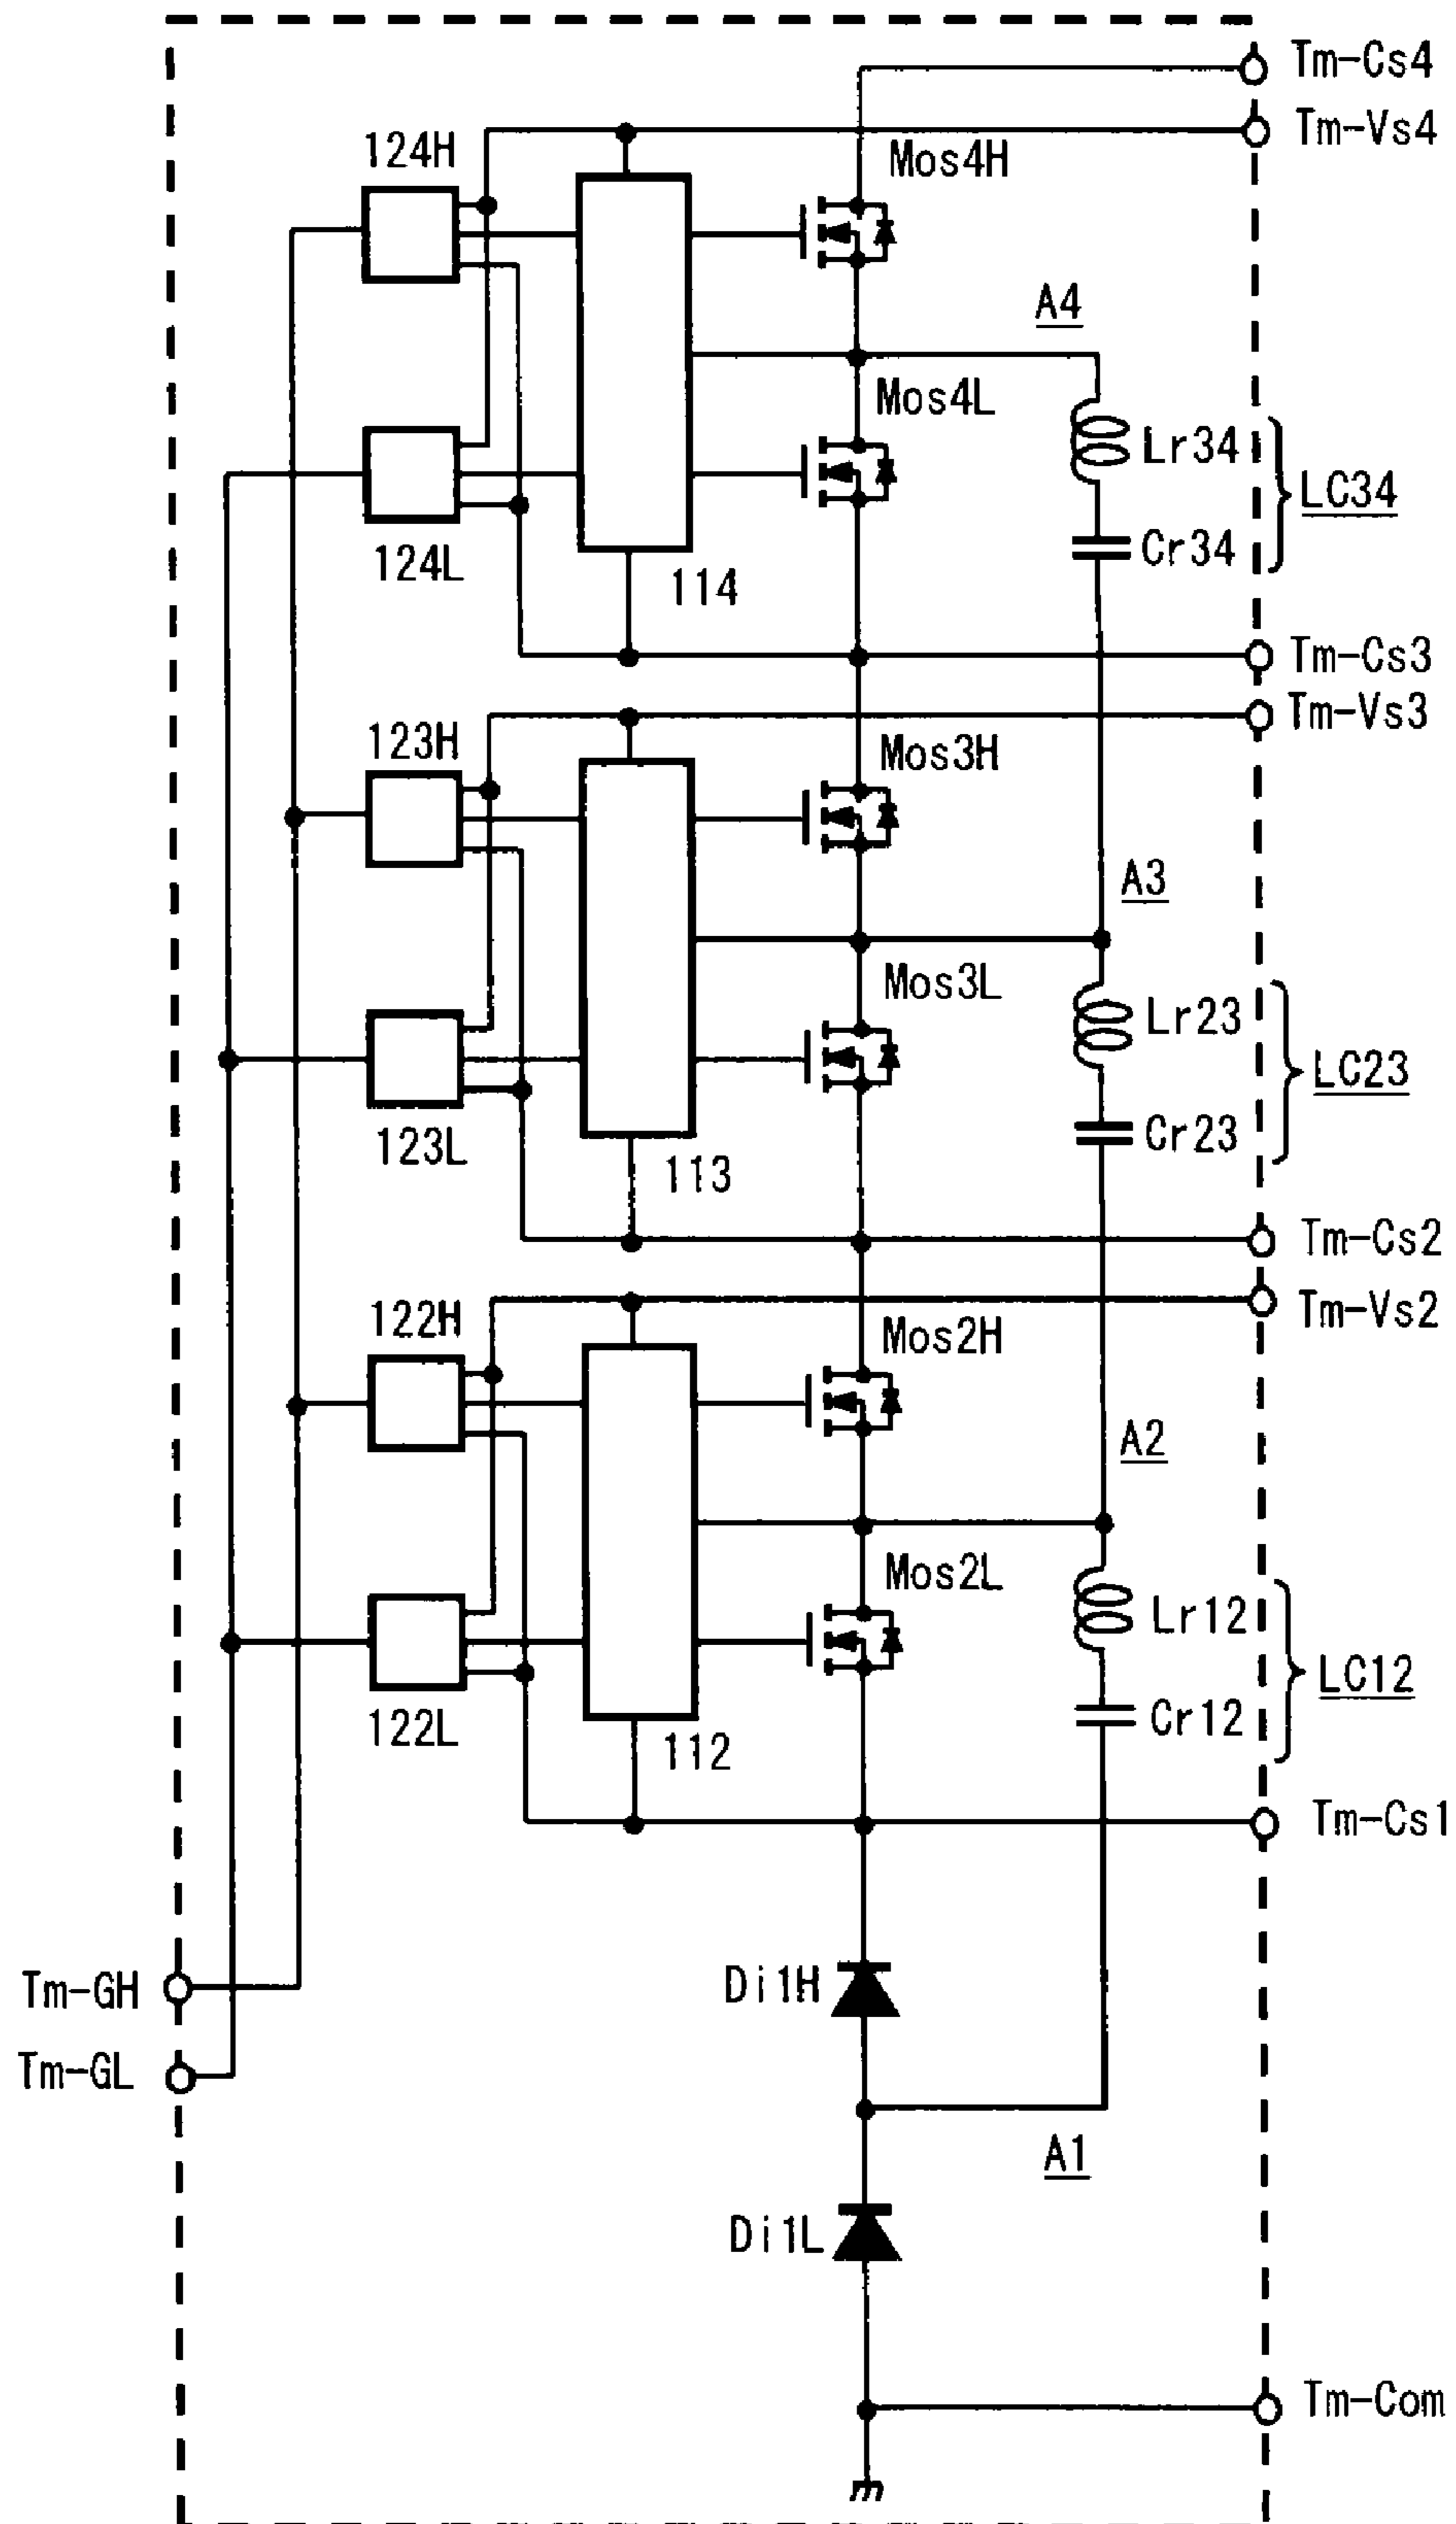 Tm-Cs4
Tm-Vs4
124H
Mos4H
A4
Mos4L
Lr34
LC34
Cr34
124L
114
Tm-Cs3
Tm-Vs3
123H
Mos3H
A3
Mos3L
Lr23
LC23
Cr23
123L
113
Tm-Cs2
Tm-Vs2
122H
Mos2H
A2
Mos2L
Lr12
LC12
Cr12
122L
112
Tm-Cs1
Tm-GH
Di1H
Tm-GL
A1
Di1L
Tm-Com